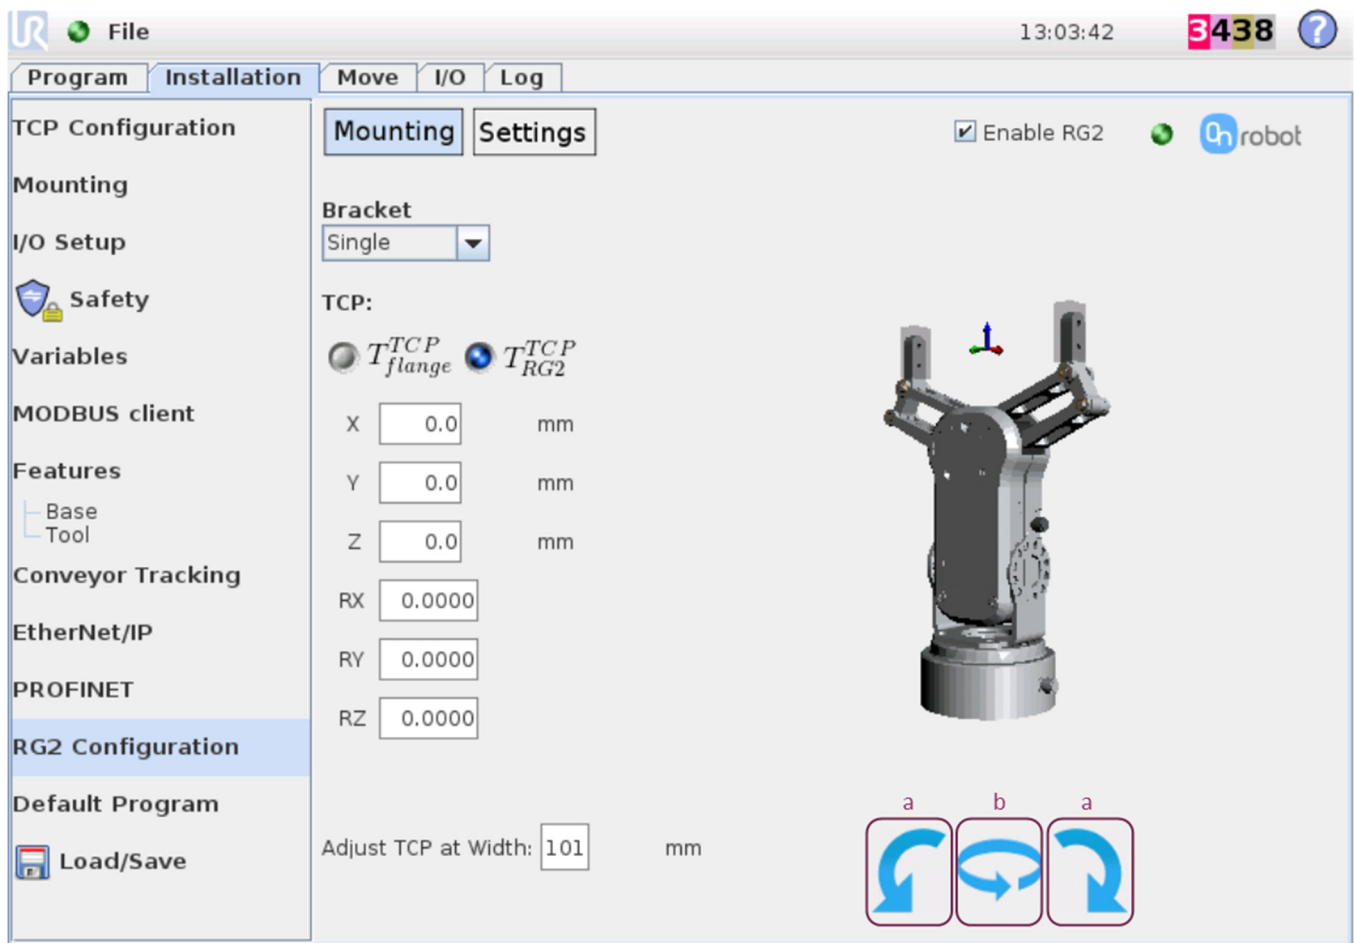 UR File 13:03:42 3438 ?
Program Installation Move I/O Log
TCP Configuration
Mounting
I/O Setup
Safety
Variables
MODBUS client
Features
Base
Tool
Conveyor Tracking
EtherNet/IP
PROFINET
RG2 Configuration
Default Program
Load/Save
Mounting Settings
Enable RG2 On robot
Bracket
Single
TCP:
T TCP flange T TCP RG2
X 0.0 mm
Y 0.0 mm
Z 0.0 mm
RX 0.0000
RY 0.0000
RZ 0.0000
Adjust TCP at Width: 101 mm
a b a